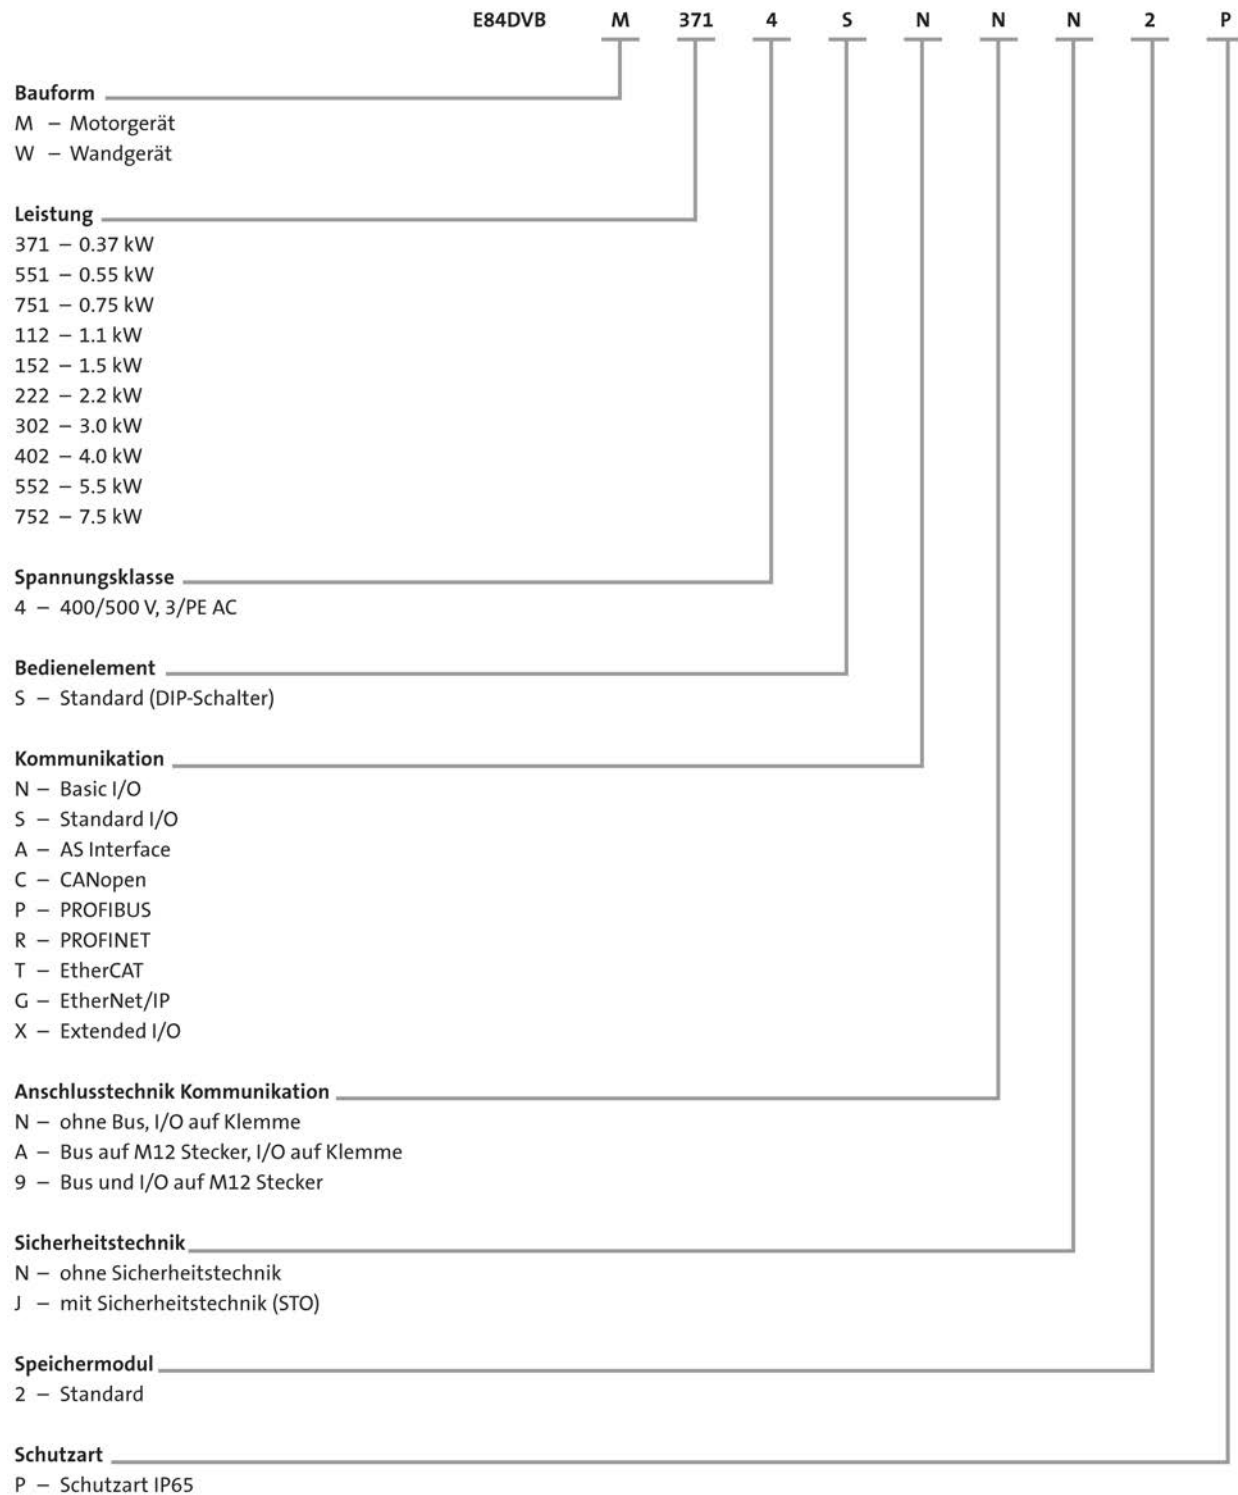 E84DVB M 371 4 S N N N 2 P
Bauform
M – Motorgerät
W – Wandgerät
Leistung
371 – 0.37 kW
551 – 0.55 kW
751 – 0.75 kW
112 – 1.1 kW
152 – 1.5 kW
222 – 2.2 kW
302 – 3.0 kW
402 – 4.0 kW
552 – 5.5 kW
752 – 7.5 kW
Spannungsklasse
4 – 400/500 V, 3/PE AC
Bedienelement
S – Standard (DIP-Schalter)
Kommunikation
N – Basic I/O
S – Standard I/O
A – AS Interface
C – CANopen
P – PROFIBUS
R – PROFINET
T – EtherCAT
G – EtherNet/IP
X – Extended I/O
Anschlusstechnik Kommunikation
N – ohne Bus, I/O auf Klemme
A – Bus auf M12 Stecker, I/O auf Klemme
9 – Bus und I/O auf M12 Stecker
Sicherheitstechnik
N – ohne Sicherheitstechnik
J – mit Sicherheitstechnik (STO)
Speichermodul
2 – Standard
Schutzart
P – Schutzart IP65